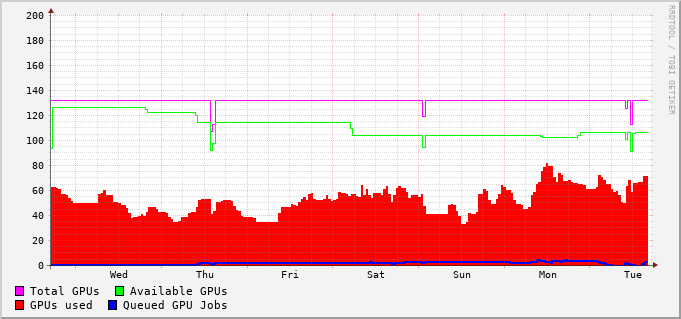 200
180
160
140
120
100
80
60
40
20
0
Wed Thu Fri Sat Sun Mon Tue
Total GPUs Available GPUs
GPUs used Queued GPU Jobs
RRDTOOL / TOBI OETIKER